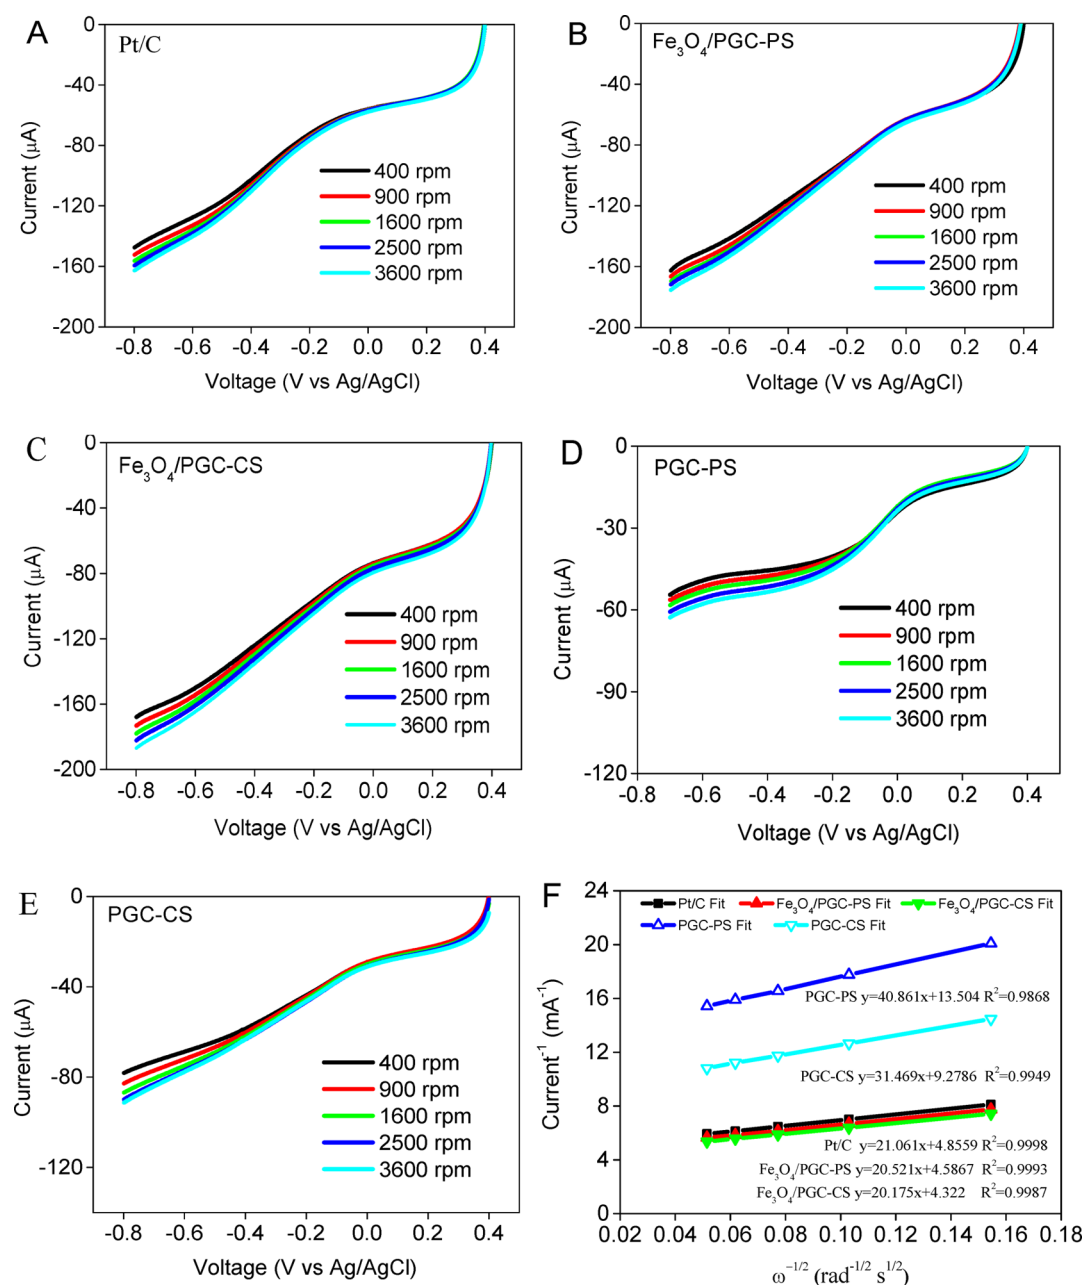 A
Pt/C
0
-40
-80
-120
-160
-200
Current (μA)
400 rpm
900 rpm
1600 rpm
2500 rpm
3600 rpm
-0.8 -0.6 -0.4 -0.2 0.0 0.2 0.4
Voltage (V vs Ag/AgCl)
B
Fe₃O₄/PGC-PS
0
-40
-80
-120
-160
-200
Current (μA)
400 rpm
900 rpm
1600 rpm
2500 rpm
3600 rpm
-0.8 -0.6 -0.4 -0.2 0.0 0.2 0.4
Voltage (V vs Ag/AgCl)
C
Fe₃O₄/PGC-CS
0
-40
-80
-120
-160
-200
Current (μA)
400 rpm
900 rpm
1600 rpm
2500 rpm
3600 rpm
-0.8 -0.6 -0.4 -0.2 0.0 0.2 0.4
Voltage (V vs Ag/AgCl)
D
PGC-PS
0
-30
-60
-90
-120
Current (μA)
400 rpm
900 rpm
1600 rpm
2500 rpm
3600 rpm
-0.8 -0.6 -0.4 -0.2 0.0 0.2 0.4
Voltage (V vs Ag/AgCl)
E
PGC-CS
0
-40
-80
-120
Current (μA)
400 rpm
900 rpm
1600 rpm
2500 rpm
3600 rpm
-0.8 -0.6 -0.4 -0.2 0.0 0.2 0.4
Voltage (V vs Ag/AgCl)
F
24
20
16
12
8
4
0
Current⁻¹ (mA⁻¹)
Pt/C Fit Fe₃O₄/PGC-PS Fit Fe₃O₄/PGC-CS Fit
PGC-PS Fit PGC-CS Fit
PGC-PS y=40.861x+13.504 R²=0.9868
PGC-CS y=31.469x+9.2786 R²=0.9949
Pt/C y=21.061x+4.8559 R²=0.9998
Fe₃O₄/PGC-PS y=20.521x+4.5867 R²=0.9993
Fe₃O₄/PGC-CS y=20.175x+4.322 R²=0.9987
0.02 0.04 0.06 0.08 0.10 0.12 0.14 0.16 0.18
ω⁻¹/² (rad⁻¹/² s¹/²)